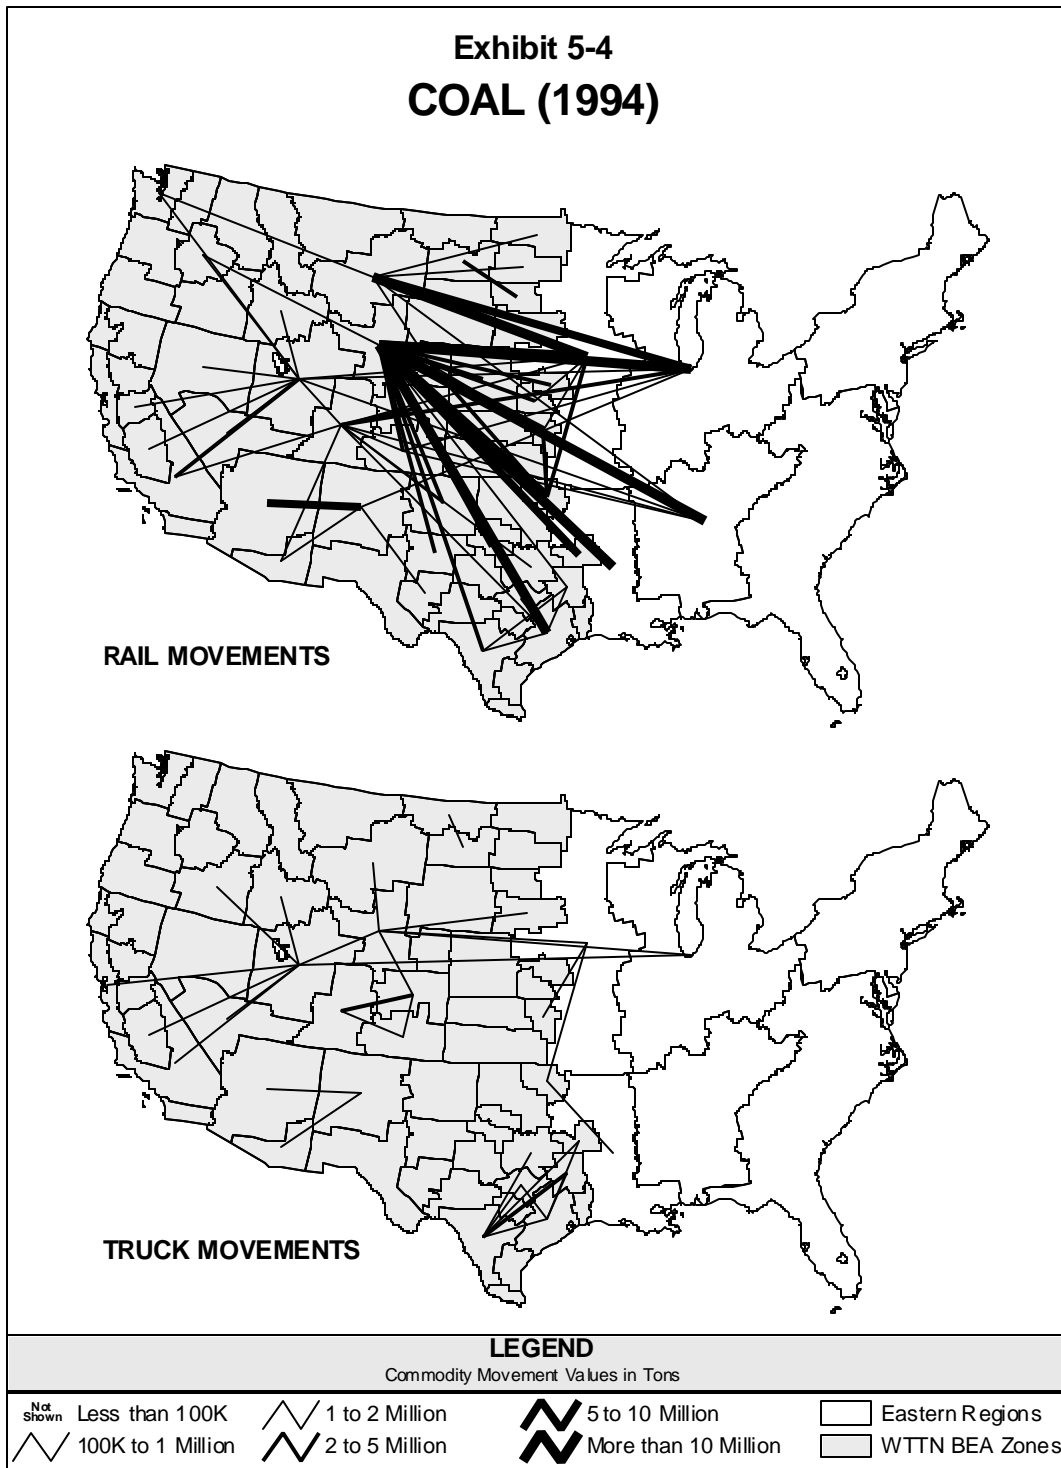 Exhibit 5-4
COAL (1994)
RAIL MOVEMENTS
TRUCK MOVEMENTS
LEGEND
Commodity Movement Values in Tons
Not Shown Less than 100K
1 to 2 Million
5 to 10 Million
Eastern Regions
100K to 1 Million
2 to 5 Million
More than 10 Million
WTTN BEA Zones